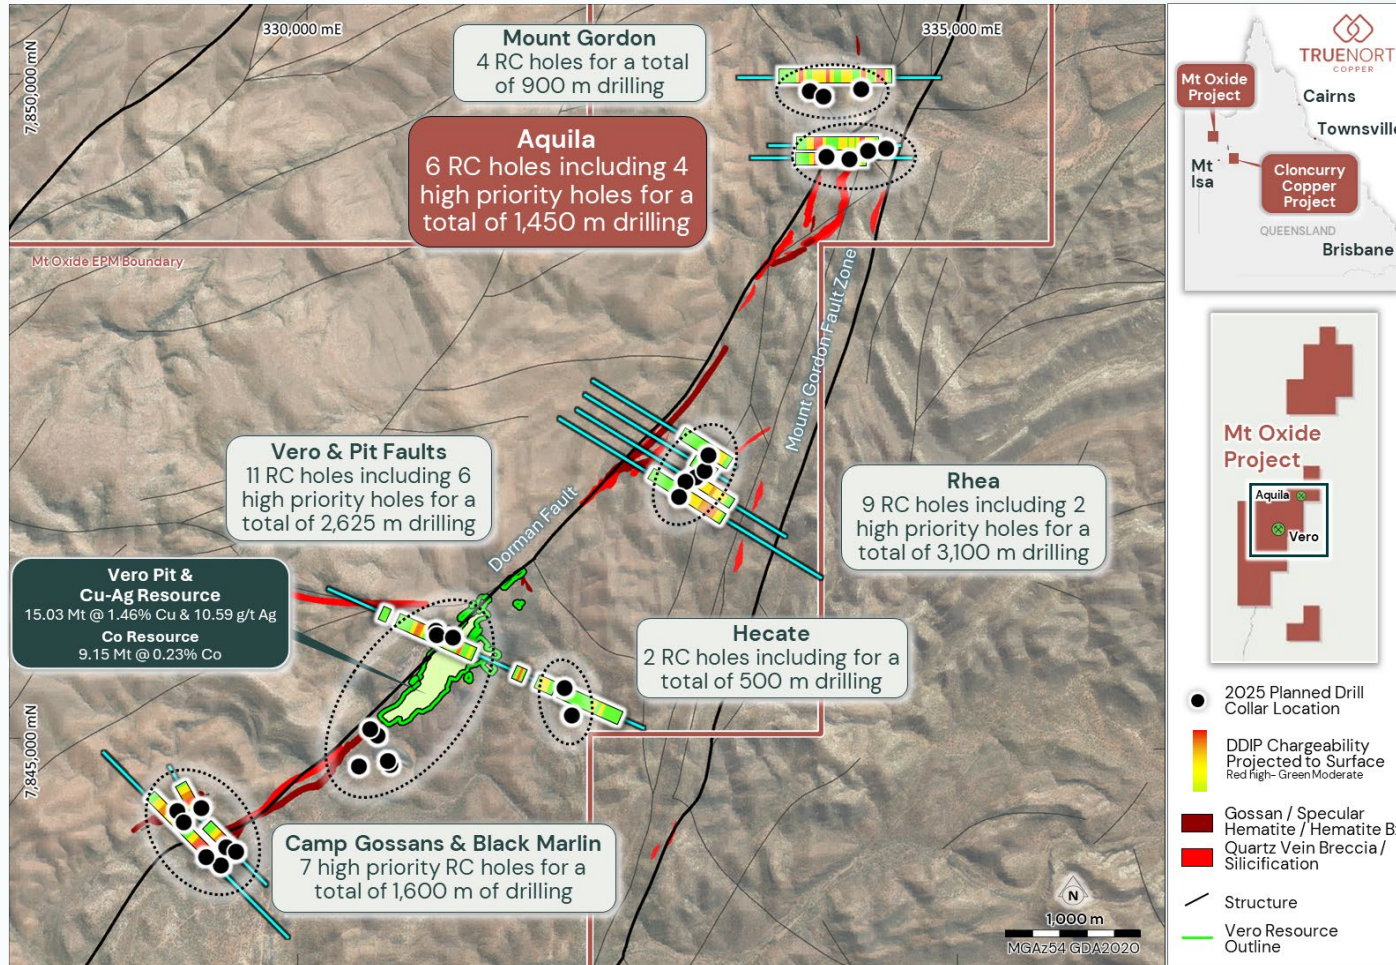 330,000 mE
335,000 mE
7,850,000 mN
7,845,000 mN
Mount Gordon
4 RC holes for a total
of 900 m drilling
Aquila
6 RC holes including 4
high priority holes for a
total of 1,450 m drilling
Mt Oxide EPM Boundary
Mount Gordon Fault Zone
Dorman Fault
Vero & Pit Faults
11 RC holes including 6
high priority holes for a
total of 2,625 m drilling
Rhea
9 RC holes including 2
high priority holes for a
total of 3,100 m drilling
Vero Pit &
Cu-Ag Resource
15.03 Mt @ 1.46% Cu & 10.59 g/t Ag
Co Resource
9.15 Mt @ 0.23% Co
Hecate
2 RC holes including for a
total of 500 m drilling
Camp Gossans & Black Marlin
7 high priority RC holes for a
total of 1,600 m of drilling
N
1,000 m
MGAz54 GDA2020
TRUENORT
COPPER
Mt Oxide
Project
Cairns
Townsvill
Mt
Isa
Cloncurry
Copper
Project
QUEENSLAND
Brisbane
Mt Oxide
Project
Aquila
Vero
2025 Planned Drill
Collar Location
DDIP Chargeability
Projected to Surface
Red high- Green Moderate
Gossan / Specular
Hematite / Hematite B
Quartz Vein Breccia /
Silicification
Structure
Vero Resource
Outline